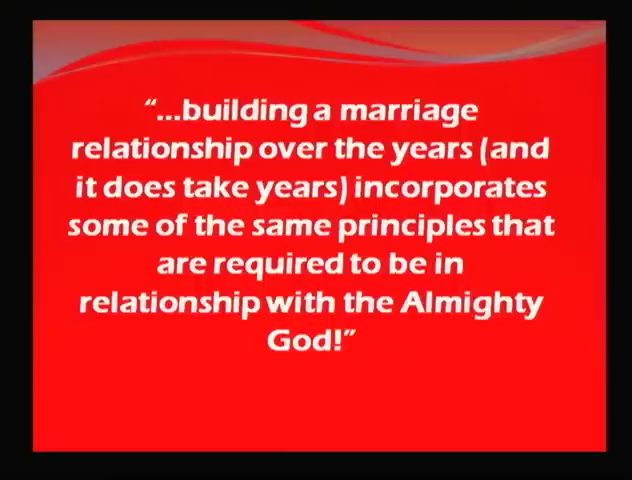 “...building a marriage
relationship over the years (and
it does take years) incorporates
some of the same principles that
are required to be in
relationship with the Almighty
God!”